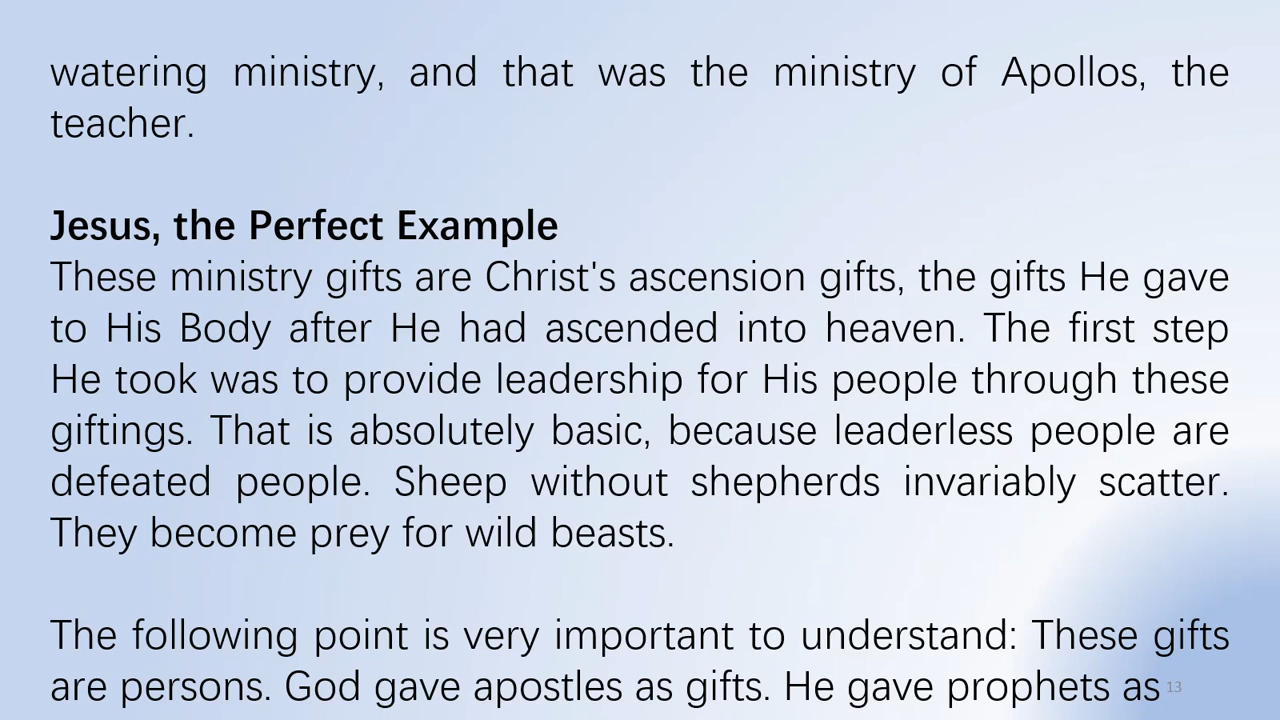 watering ministry, and that was the ministry of Apollos, the
teacher.
Jesus, the Perfect Example
These ministry gifts are Christ's ascension gifts, the gifts He gave
to His Body after He had ascended into heaven. The first step
He took was to provide leadership for His people through these
giftings. That is absolutely basic, because leaderless people are
defeated people. Sheep without shepherds invariably scatter.
They become prey for wild beasts.
The following point is very important to understand: These gifts
are persons. God gave apostles as gifts. He gave prophets as
13